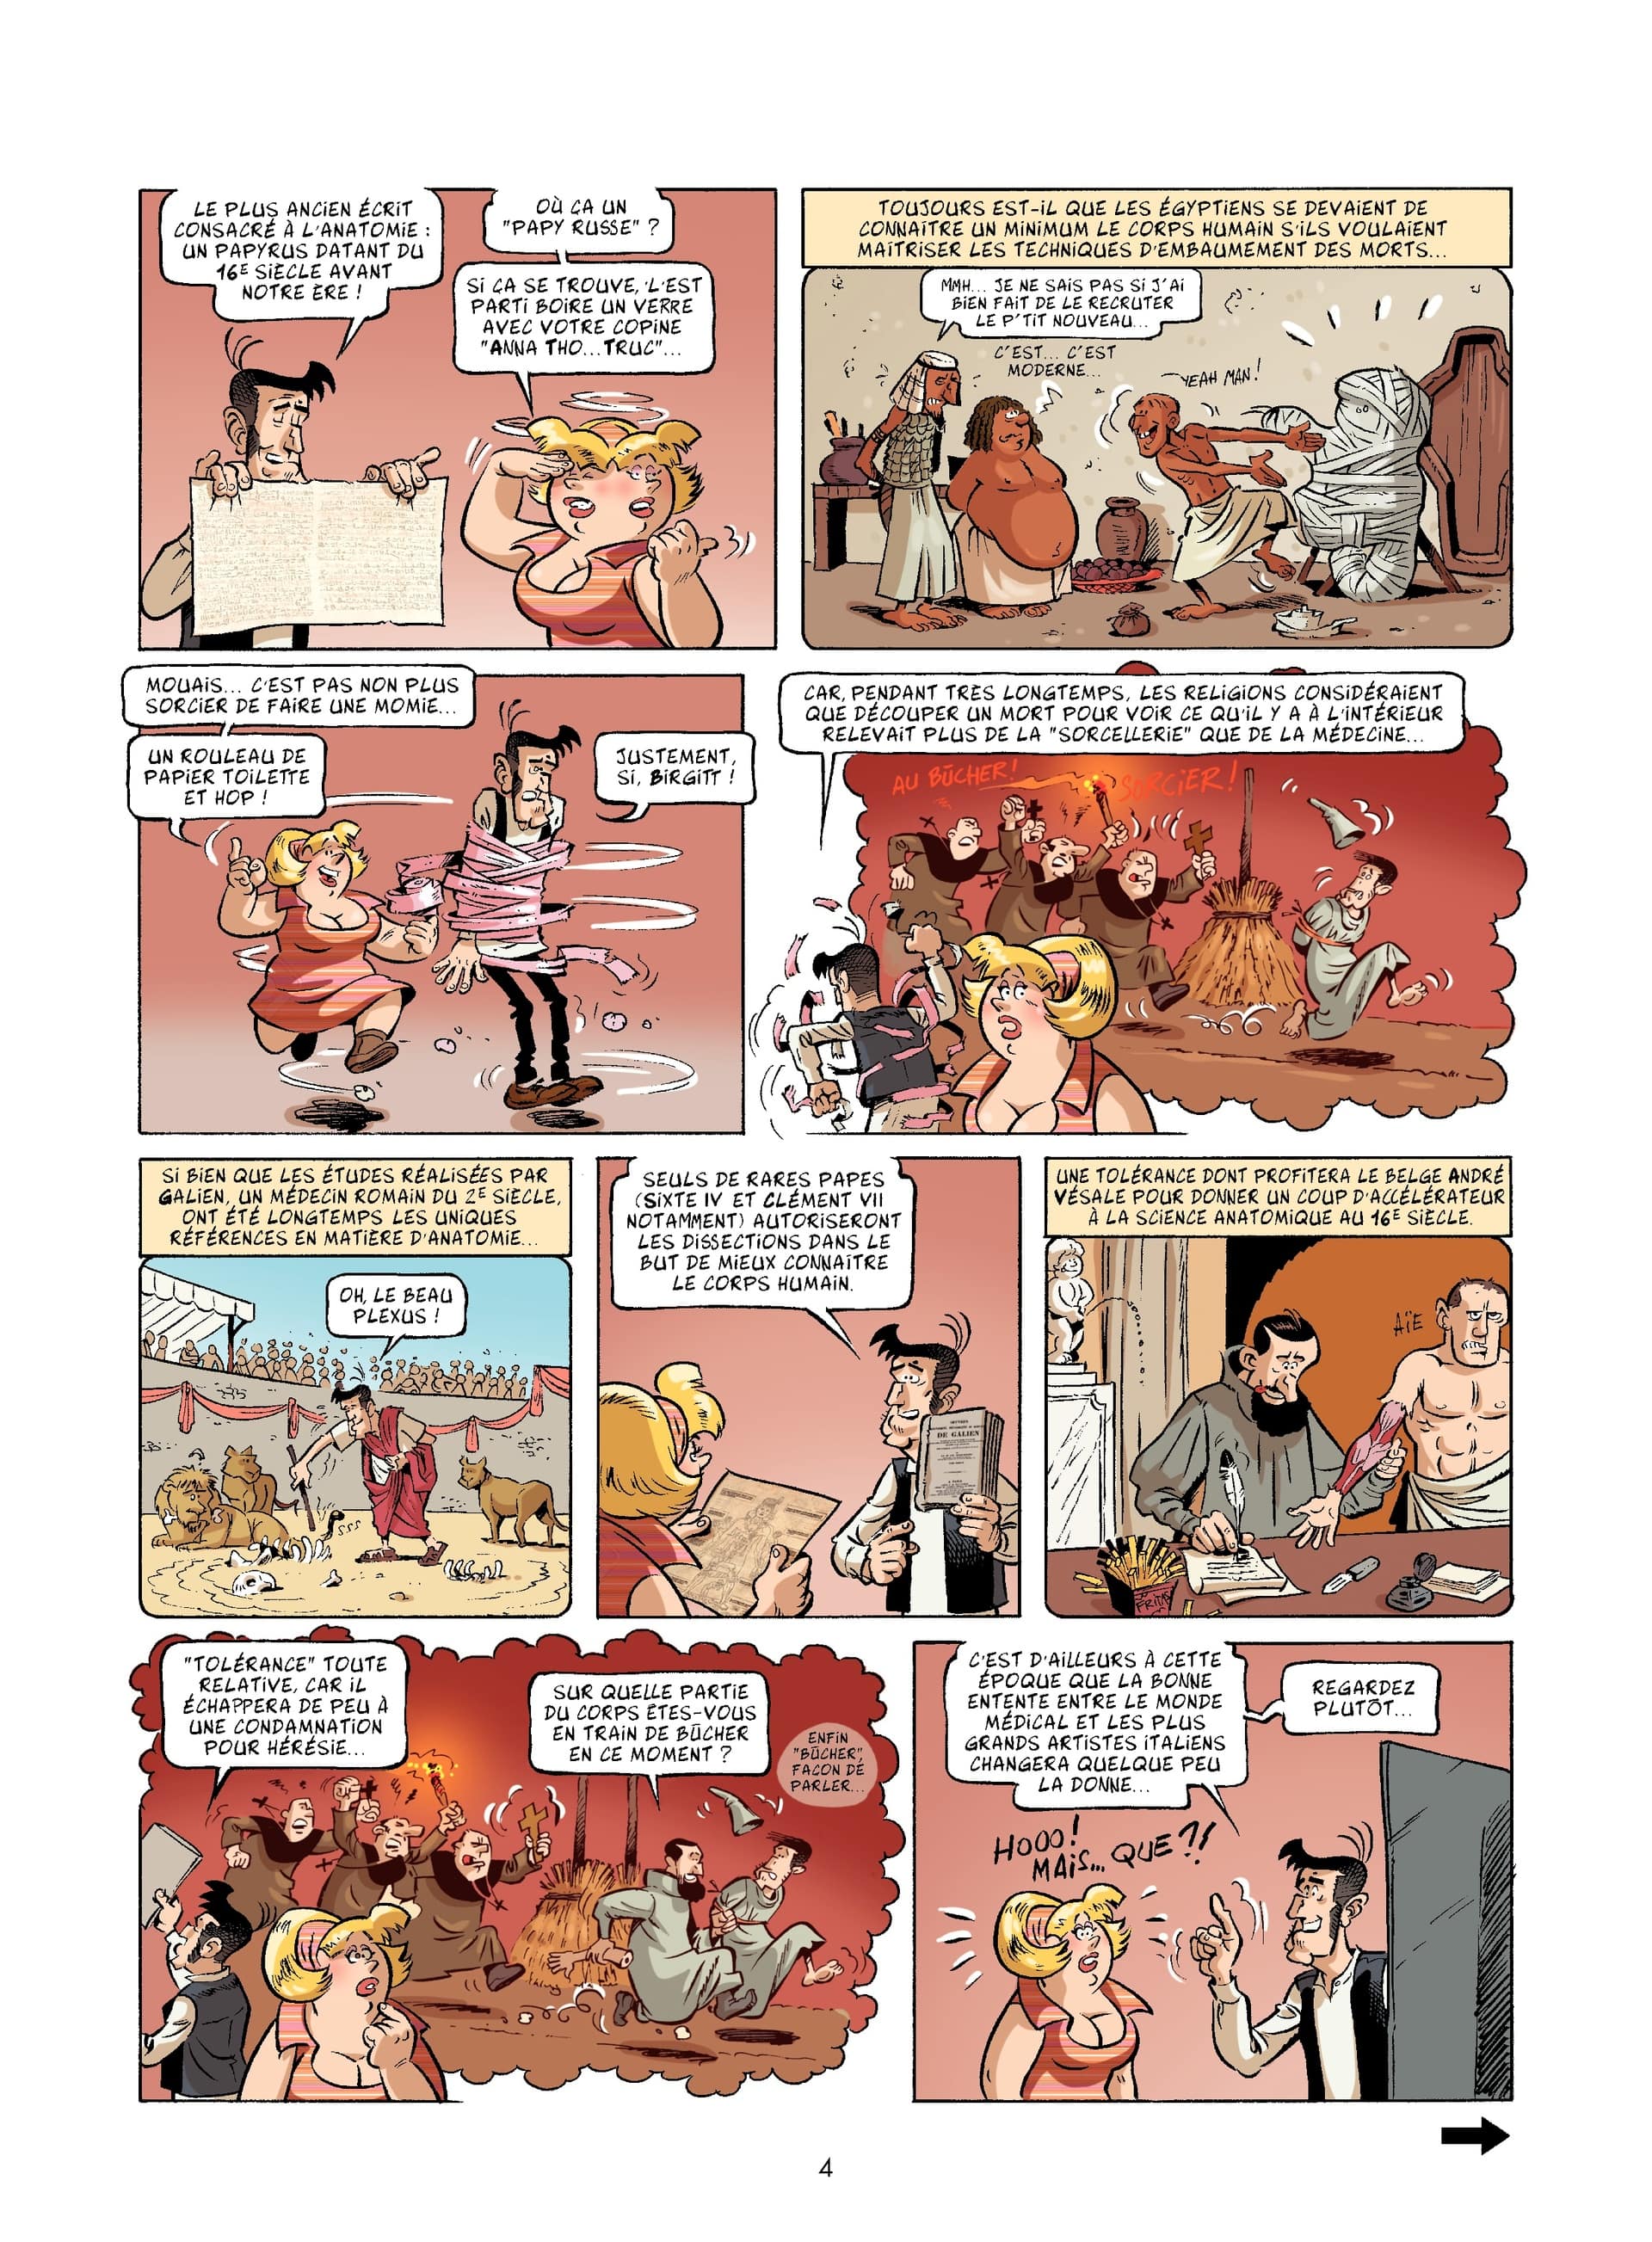 LE PLUS ANCIEN ÉCRIT
CONSACRÉ À L'ANATOMIE :
UN PAPYRUS DATANT DU
16E SIÈCLE AVANT
NOTRE ÈRE !
OÙ ÇA UN
"PAPY RUSSE" ?
SI ÇA SE TROUVE, 'L'EST
PARTI BOIRE UN VERRE
AVEC VOTRE COPINE
"ANNA THO...TRUC"...
TOUJOURS EST-IL QUE LES ÉGYPTIENS SE DEVAIENT DE
CONNAÎTRE UN MINIMUM LE CORPS HUMAIN S'ILS VOULAIENT
MAÎTRISER LES TECHNIQUES D'EMBAUMEMENT DES MORTS...
MMH... JE NE SAIS PAS SI J'AI
BIEN FAIT DE LE RECRUTER
LE P'TIT NOUVEAU...
C'EST... C'EST
MODERNE...
YEAH MAN !
MOUAIS... C'EST PAS NON PLUS
SORCIER DE FAIRE UNE MOMIE...
UN ROULEAU DE
PAPIER TOILETTE
ET HOP !
JUSTEMENT,
SI, BIRGITT !
CAR, PENDANT TRÈS LONGTEMPS, LES RELIGIONS CONSIDÉRAIENT
QUE DÉCOUPER UN MORT POUR VOIR CE QU'IL Y A À L'INTÉRIEUR
RELEVAIT PLUS DE LA "SORCELLERIE" QUE DE LA MÉDECINE...
AU BÛCHER !
SORCIER !
SI BIEN QUE LES ÉTUDES RÉALISÉES PAR
GALIEN, UN MÉDECIN ROMAIN DU 2E SIÈCLE,
ONT ÉTÉ LONGTEMPS LES UNIQUES
RÉFÉRENCES EN MATIÈRE D'ANATOMIE...
OH, LE BEAU
PLEXUS !
SSS
SEULS DE RARES PAPES
(SIXTE IV ET CLÉMENT VII
NOTAMMENT) AUTORISERONT
LES DISSECTIONS DANS LE
BUT DE MIEUX CONNAÎTRE
LE CORPS HUMAIN.
DE GALIEN
UNE TOLÉRANCE DONT PROFITERA LE BELGE ANDRÉ
VÉSALE POUR DONNER UN COUP D'ACCÉLÉRATEUR
À LA SCIENCE ANATOMIQUE AU 16E SIÈCLE.
AÏE
"TOLÉRANCE" TOUTE
RELATIVE, CAR IL
ÉCHAPPERA DE PEU À
UNE CONDAMNATION
POUR HÉRÉSIE...
SUR QUELLE PARTIE
DU CORPS ÊTES-VOUS
EN TRAIN DE BÛCHER
EN CE MOMENT ?
ENFIN
"BÛCHER",
FAÇON DE
PARLER...
C'EST D'AILLEURS À CETTE
ÉPOQUE QUE LA BONNE
ENTENTE ENTRE LE MONDE
MÉDICAL ET LES PLUS
GRANDS ARTISTES ITALIENS
CHANGERA QUELQUE PEU
LA DONNE...
REGARDEZ
PLUTÔT...
HOOO !
MAIS... QUE ?!
4